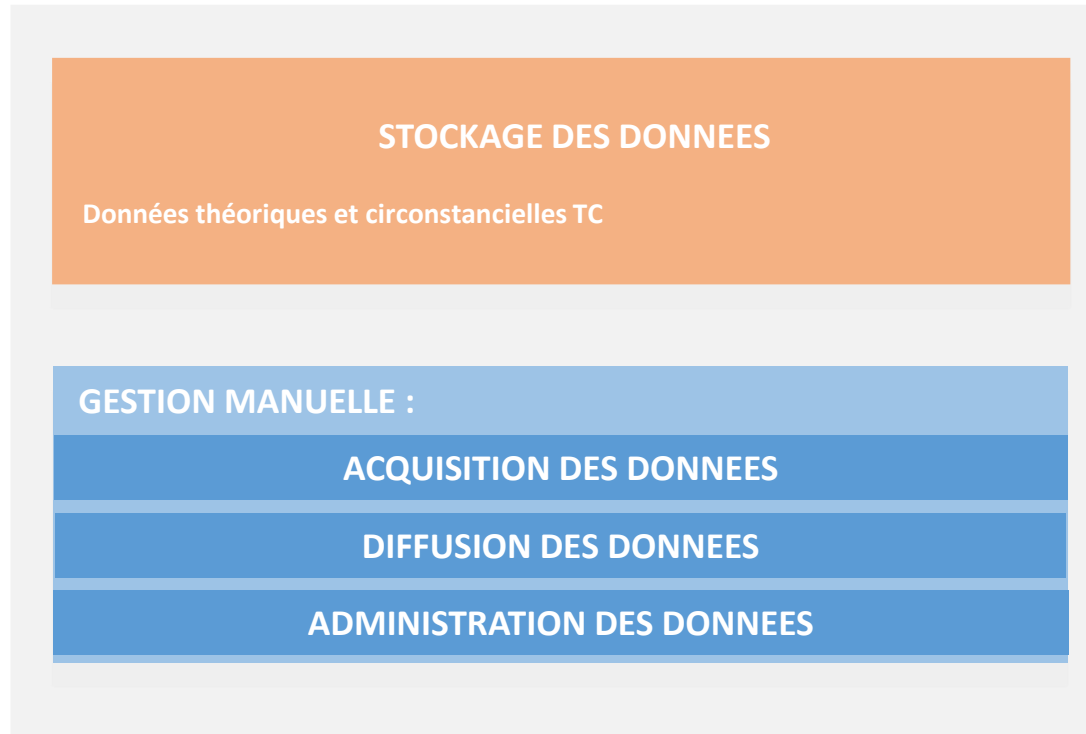 STOCKAGE DES DONNEES
Données théoriques et circonstancielles TC
GESTION MANUELLE :
ACQUISITION DES DONNEES
DIFFUSION DES DONNEES
ADMINISTRATION DES DONNEES